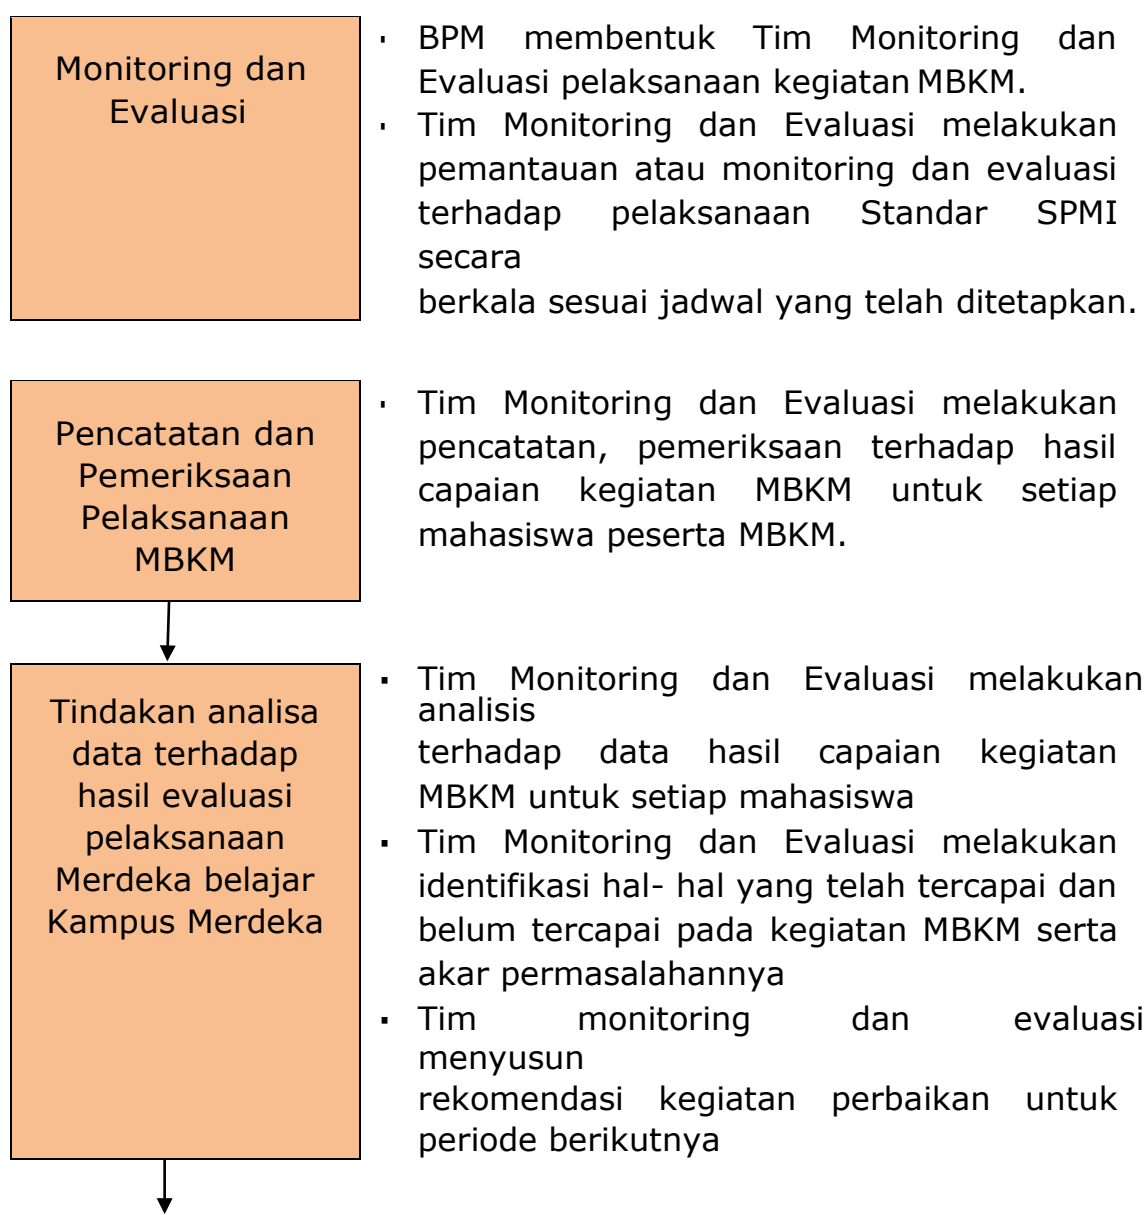 Monitoring dan
Evaluasi
· BPM membentuk Tim Monitoring dan
Evaluasi pelaksanaan kegiatan MBKM.
· Tim Monitoring dan Evaluasi melakukan
pemantauan atau monitoring dan evaluasi
terhadap pelaksanaan Standar SPMI
secara
berkala sesuai jadwal yang telah ditetapkan.
Pencatatan dan
Pemeriksaan
Pelaksanaan
MBKM
· Tim Monitoring dan Evaluasi melakukan
pencatatan, pemeriksaan terhadap hasil
capaian kegiatan MBKM untuk setiap
mahasiswa peserta MBKM.
Tindakan analisa
data terhadap
hasil evaluasi
pelaksanaan
Merdeka belajar
Kampus Merdeka
· Tim Monitoring dan Evaluasi melakukan
analisis
terhadap data hasil capaian kegiatan
MBKM untuk setiap mahasiswa
· Tim Monitoring dan Evaluasi melakukan
identifikasi hal- hal yang telah tercapai dan
belum tercapai pada kegiatan MBKM serta
akar permasalahannya
· Tim monitoring dan evaluasi
menyusun
rekomendasi kegiatan perbaikan untuk
periode berikutnya